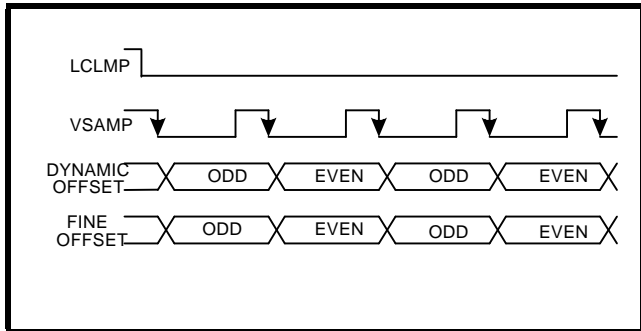 LCLMP
VSAMP
DYNAMIC
OFFSET
ODD EVEN ODD EVEN
FINE
OFFSET
ODD EVEN ODD EVEN